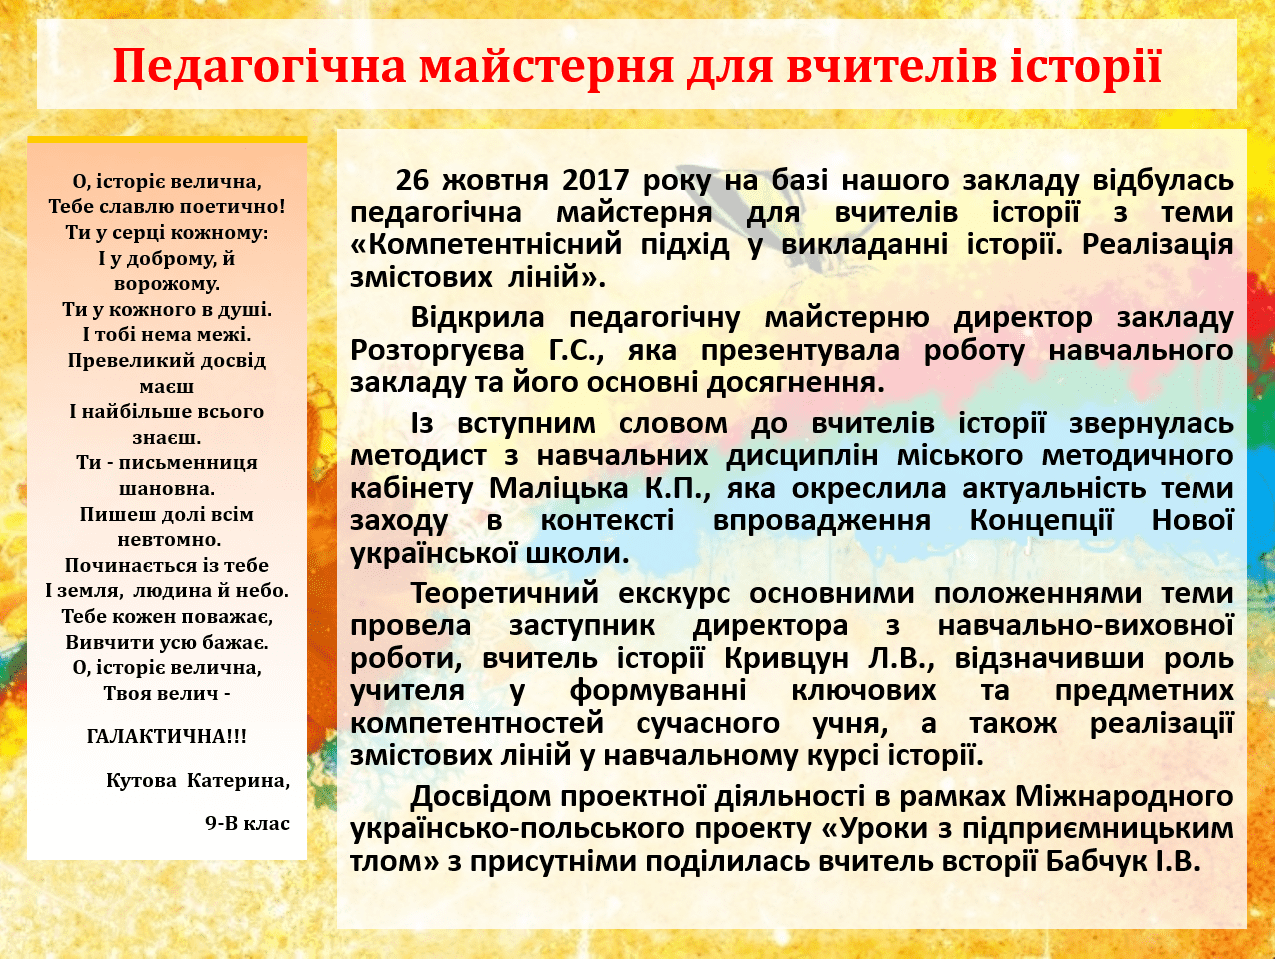 Педагогічна майстерня для вчителів історії
О, історіє велична,
Тебе славлю поетично!
Ти у серці кожному:
І у доброму, й
ворожому.
Ти у кожного в душі.
І тобі нема межі.
Превеликий досвід
маєш
І найбільше всього
знаєш.
Ти - письменниця
шановна.
Пишеш долі всім
невтомно.
Починається із тебе
І земля,  людина й небо.
Тебе кожен поважає,
Вивчити усю бажає.
О, історіє велична,
Твоя велич -
ГАЛАКТИЧНА!!!
Кутова  Катерина,
9-В клас
26 жовтня 2017 року на базі нашого закладу відбулась
педагогічна майстерня для вчителів історії з теми
«Компетентнісний підхід у викладанні історії. Реалізація
змістових  ліній».
Відкрила педагогічну майстерню директор закладу
Розторгуєва Г.С., яка презентувала роботу навчального
закладу та його основні досягнення.
Із вступним словом до вчителів історії звернулась
методист з навчальних дисциплін міського методичного
кабінету Маліцька К.П., яка окреслила актуальність теми
заходу в контексті впровадження Концепції Нової
української школи.
Теоретичний екскурс основними положеннями теми
провела заступник директора з навчально-виховної
роботи, вчитель історії Кривцун Л.В., відзначивши роль
учителя у формуванні ключових та предметних
компетентностей сучасного учня, а також реалізації
змістових ліній у навчальному курсі історії.
Досвідом проектної діяльності в рамках Міжнародного
українсько-польського проекту «Уроки з підприємницьким
тлом» з присутніми поділилась вчитель всторії Бабчук І.В.